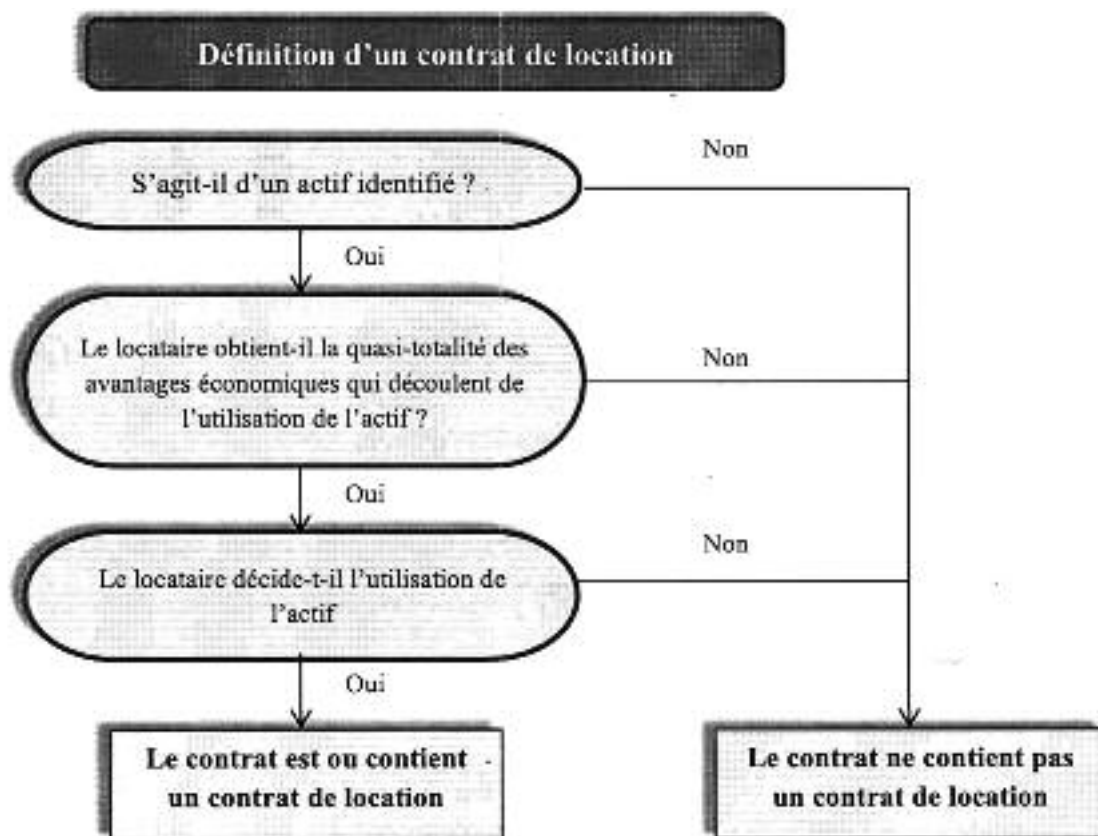 Définition d'un contrat de location
Non
S'agit-il d'un actif identifié ?
Oui
Le locataire obtient-il la quasi-totalité des
avantages économiques qui découlent de
l'utilisation de l'actif ?
Non
Oui
Non
Le locataire décide-t-il l'utilisation de
l'actif
Oui
Le contrat est ou contient
un contrat de location
Le contrat ne contient pas
un contrat de location